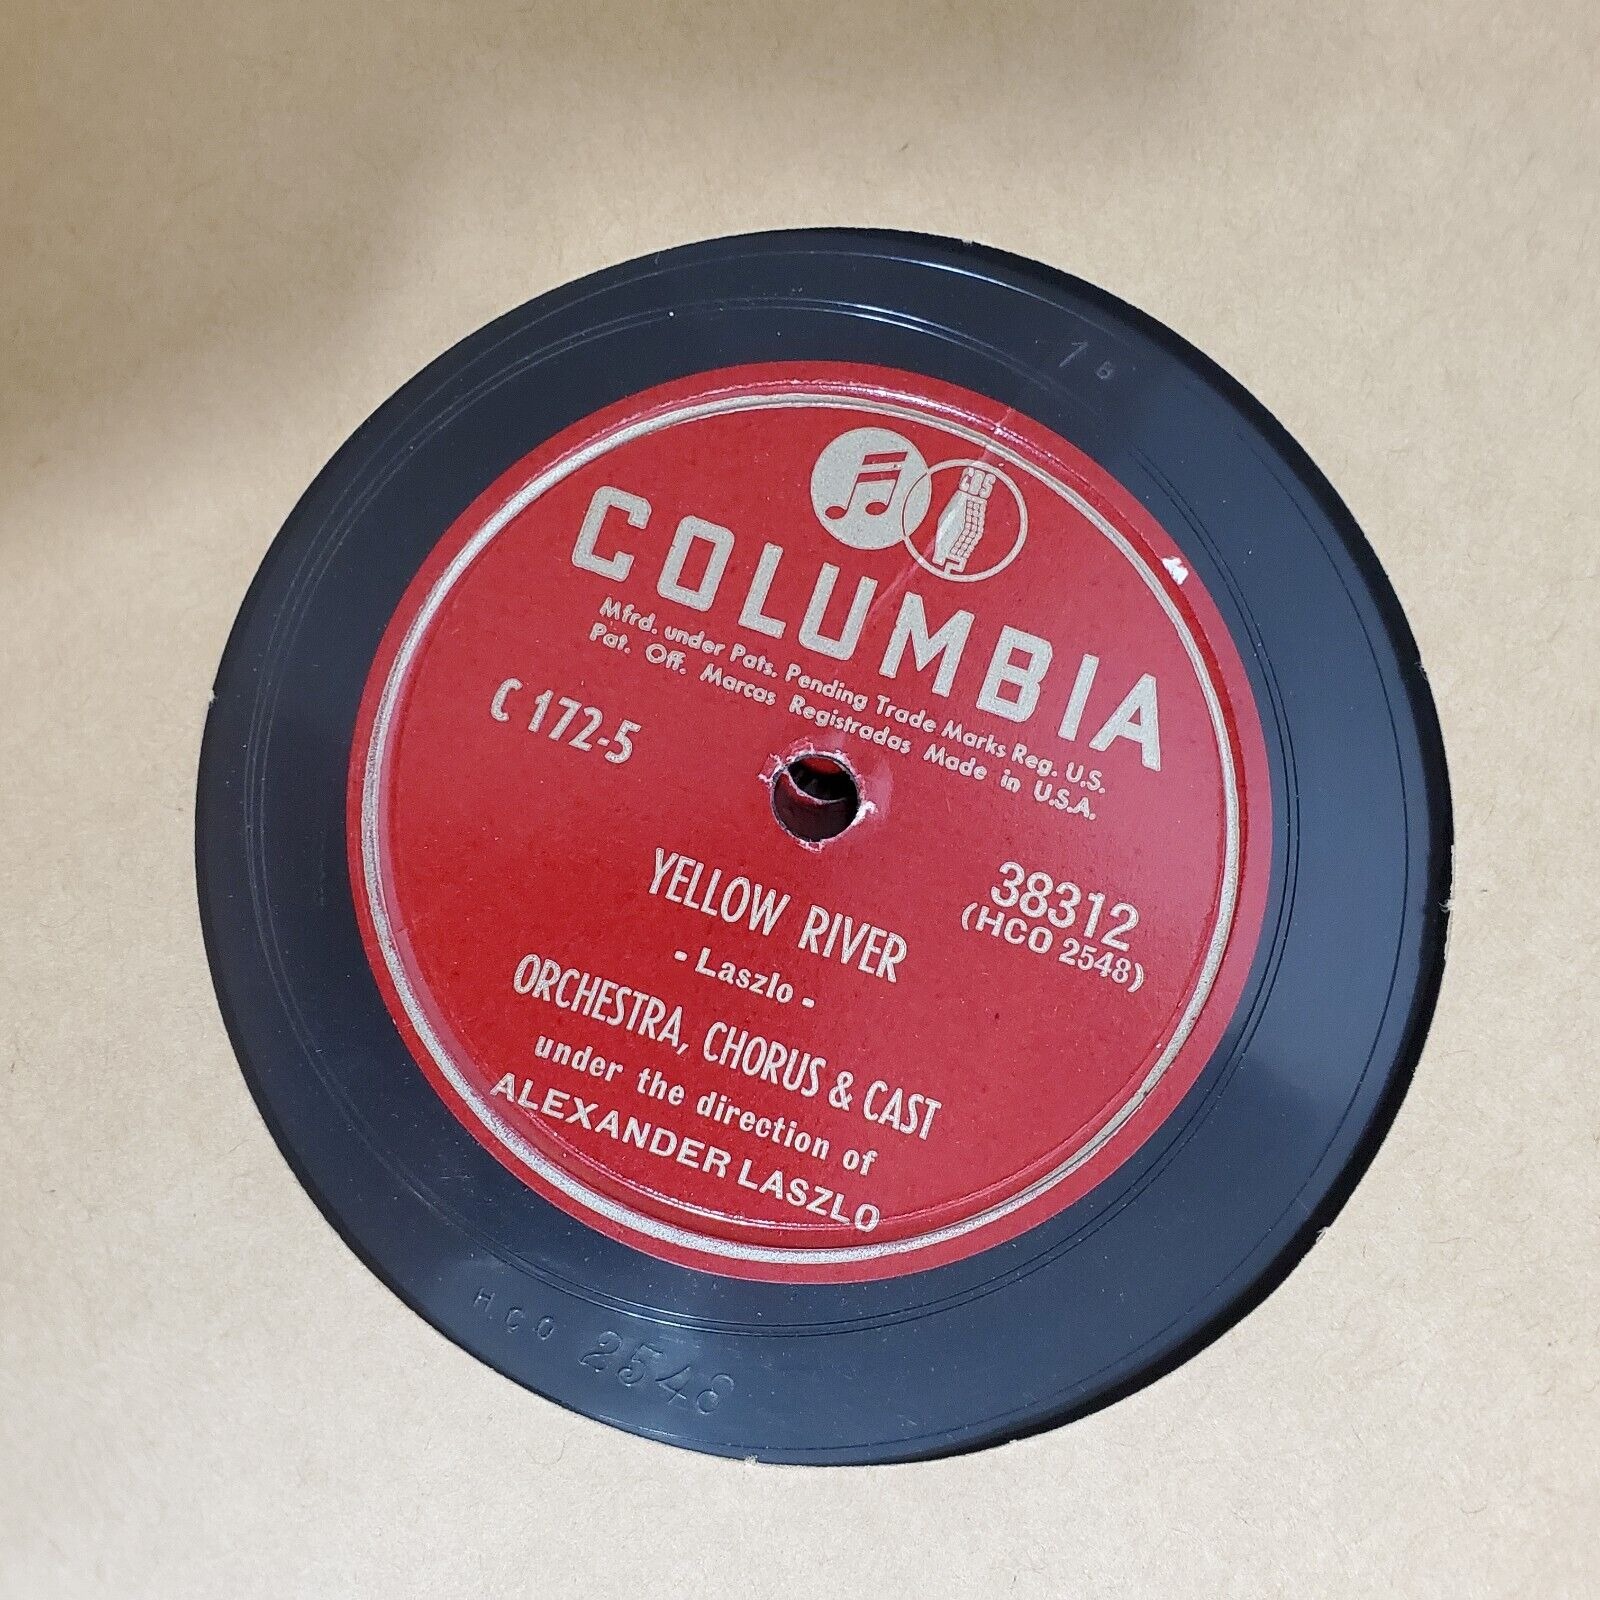 1 B
CBS
COLUMBIA
Mfrd. under Pats. Pending Trade Marks Reg. U.S.
Pat. Off. Marcas Registradas Made in U.S.A.
C 172-5
38312
(HCO 2548)
YELLOW RIVER
- Laszlo -
ORCHESTRA, CHORUS & CAST
under the direction of
ALEXANDER LASZLO
HCO 2548